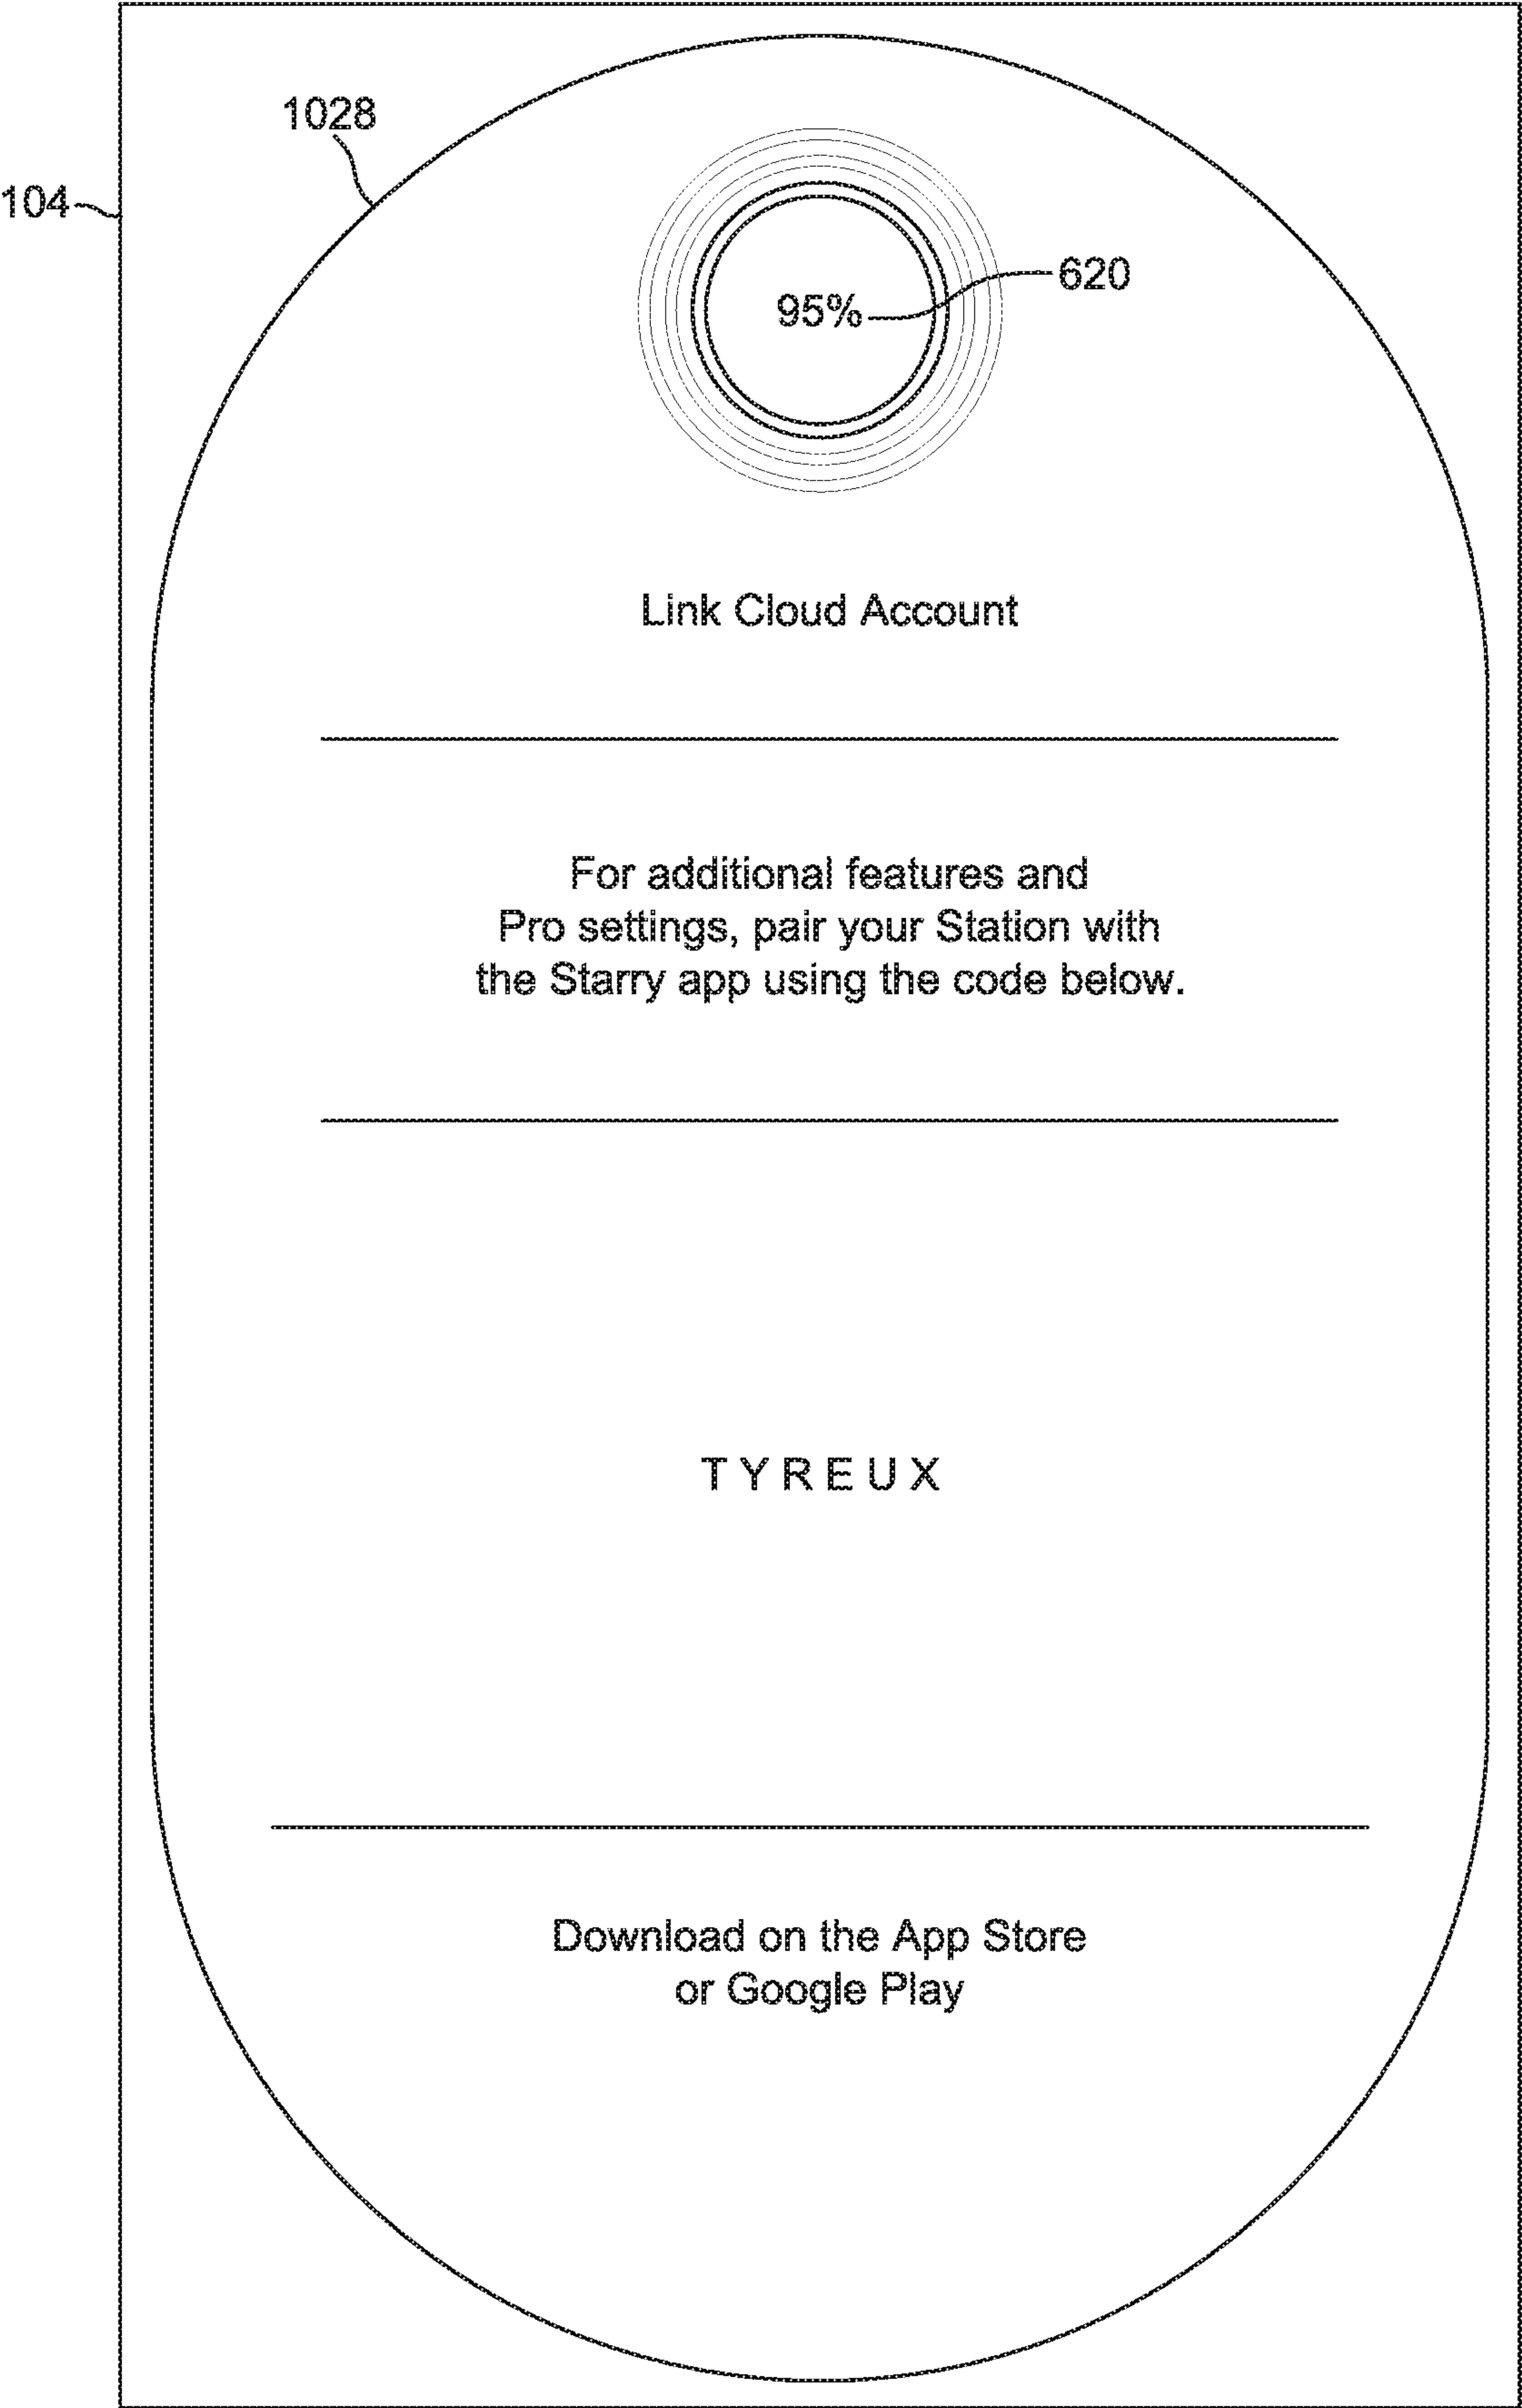 1028
104
620
95%
Link Cloud Account
For additional features and
Pro settings, pair your Station with
the Starry app using the code below.
T Y R E U X
Download on the App Store
or Google Play